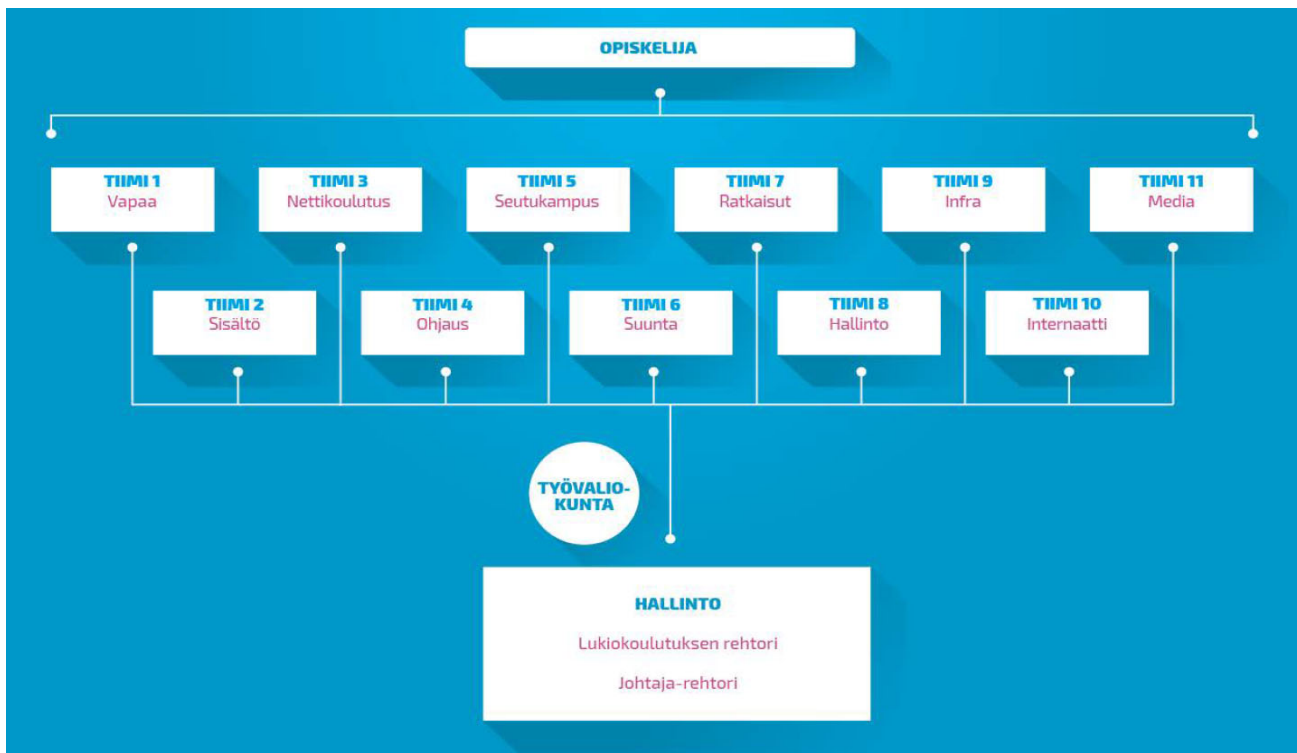 OPISKELIJA
TIIMI 1
Vapaa
TIIMI 3
Nettikoulutus
TIIMI 5
Seutukampus
TIIMI 7
Ratkaisut
TIIMI 9
Infra
TIIMI 11
Media
TIIMI 2
Sisältö
TIIMI 4
Ohjaus
TIIMI 6
Suunta
TIIMI 8
Hallinto
TIIMI 10
Internaatti
TYÖVALIO-
KUNTA
HALLINTO
Lukiokoulutuksen rehtori
Johtaja-rehtori